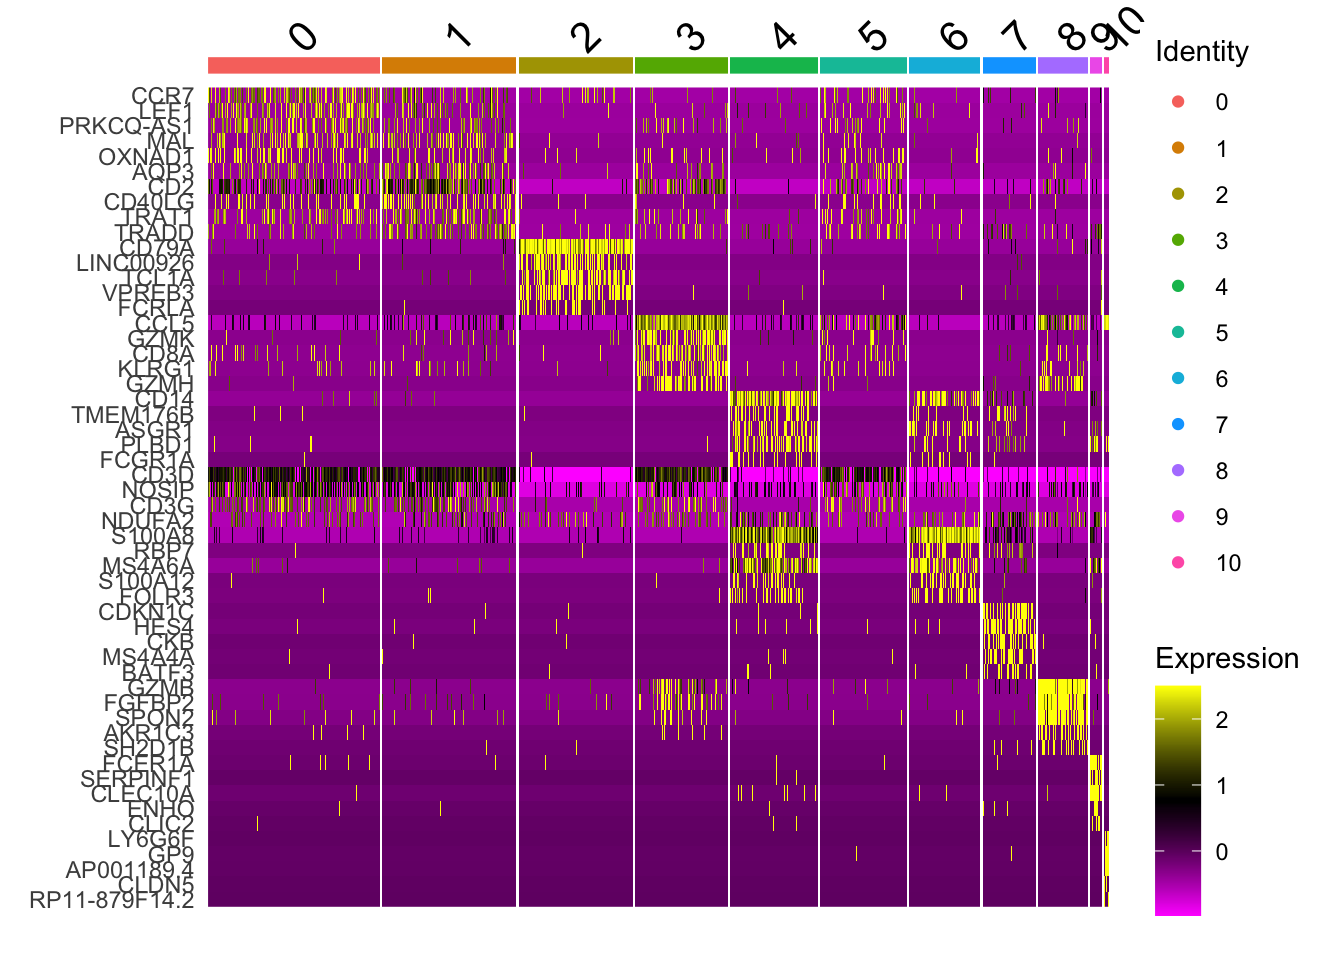 0 1 2 3 4 5 6 7 8 9 10
CCR7
LEF1
PRKCQ-AS1
MAL
OXNAD1
AQP3
CD2
CD40LG
TRAT1
TRADD
CD79A
LINC00926
TCL1A
VPREB3
FCRLA
CCL5
GZMK
CD8A
KLRG1
GZMH
CD14
TMEM176B
ASGR1
PLBD1
FCGR1A
CD3D
NOSIP
CD3G
NDUFA2
S100A8
RBP7
MS4A6A
S100A12
FOLR3
CDKN1C
HES4
CKB
MS4A4A
BATF3
GZMB
FGFBP2
SPON2
AKR1C3
SH2D1B
FCER1A
SERPINF1
CLEC10A
ENHO
CLIC2
LY6G6F
GP9
AP001189.4
CLDN5
RP11-879F14.2
Identity
0
1
2
3
4
5
6
7
8
9
10
Expression
2
1
0